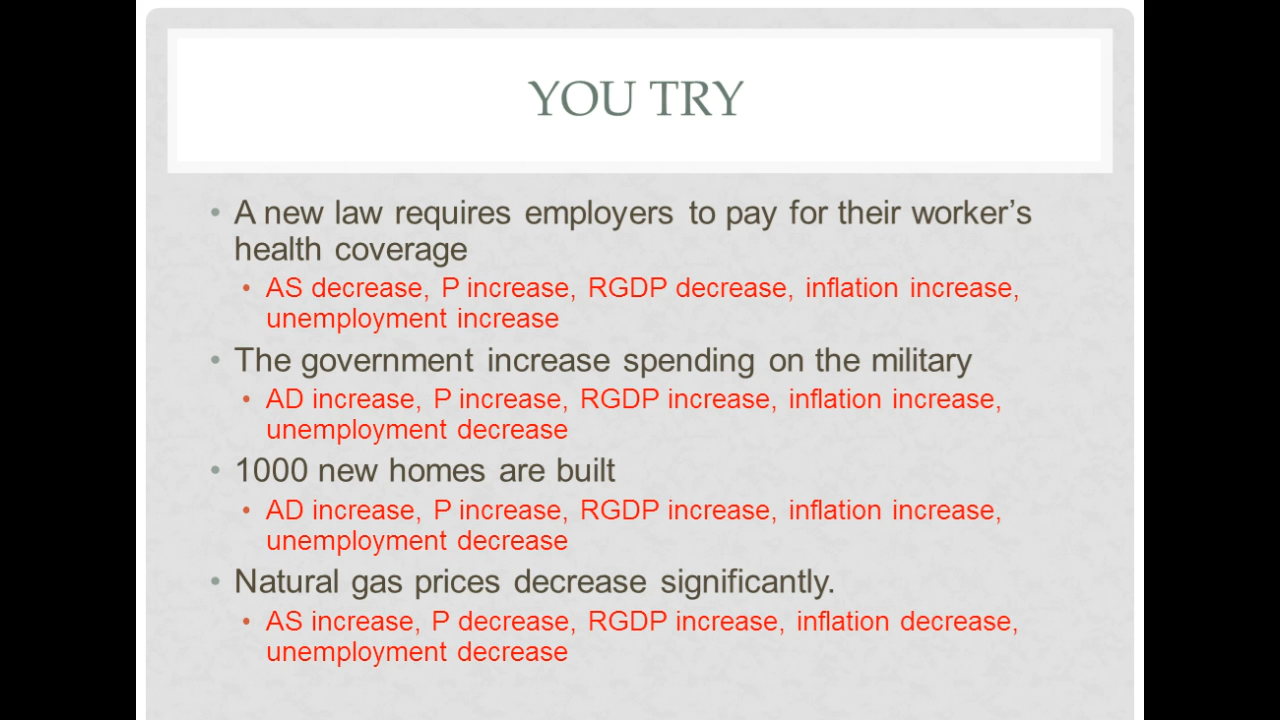 YOU TRY
• A new law requires employers to pay for their worker’s
health coverage
• AS decrease, P increase, RGDP decrease, inflation increase,
unemployment increase
• The government increase spending on the military
• AD increase, P increase, RGDP increase, inflation increase,
unemployment decrease
• 1000 new homes are built
• AD increase, P increase, RGDP increase, inflation increase,
unemployment decrease
• Natural gas prices decrease significantly.
• AS increase, P decrease, RGDP increase, inflation decrease,
unemployment decrease